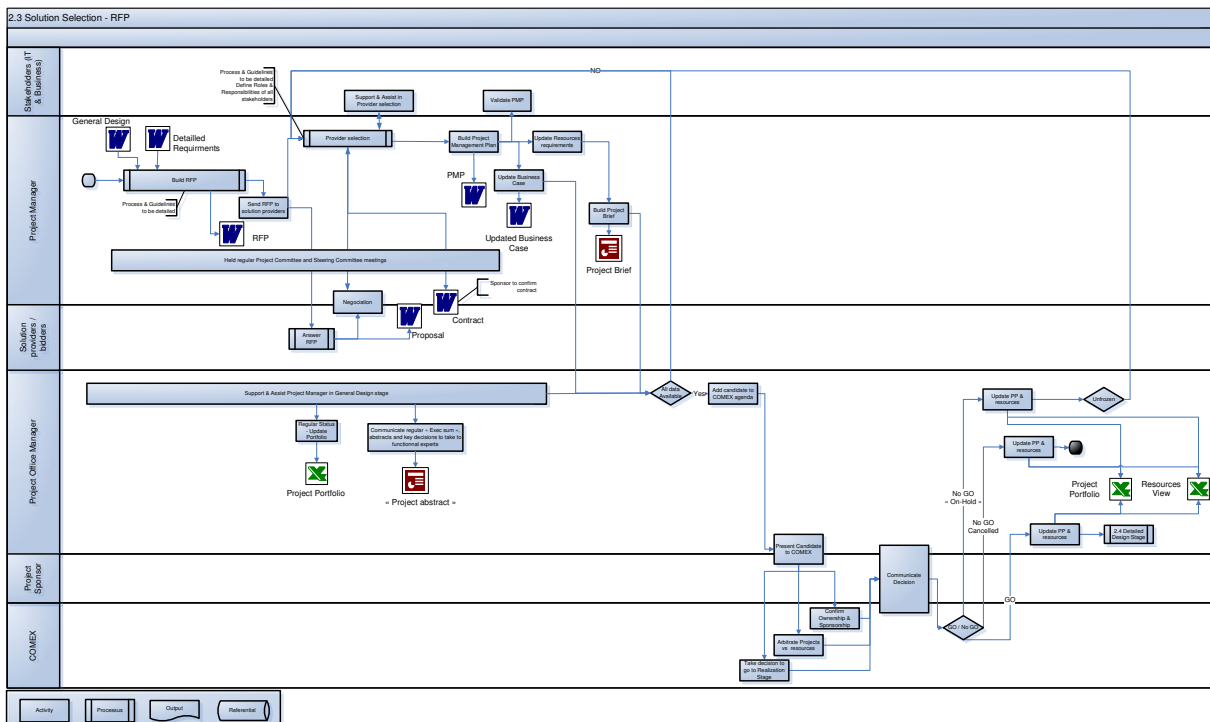 2.3 Solution Selection - RFP
Stakeholders (IT
& Business)
Process & Guidelines
to be detailed
Define Roles &
Responsibilities of all
stakeholders
Support & Assist in
Provider selection
Validate PMP
NO
Project Manager
General Design
Detailled
Requirments
Build RFP
Process & Guidelines
to be detailed
Send RFP to
solution providers
RFP
Provider selection
Build Project
Management Plan
Update Resources
requirements
PMP
Update Business
Case
Updated Business
Case
Build Project
Brief
Project Brief
Held regular Project Committee and Steering Committee meetings
Sponsor to confirm
contract
Negociation
Contract
Solution
providers /
bidders
Answer
RFP
Proposal
Project Office Manager
Support & Assist Project Manager in General Design stage
All data
Available
Yes
Add candidate to
COMEX agenda
Regular Status
- Update
Portfolio
Project Portfolio
Communicate regular « Exec sum »,
abstracts and key decisions to take to
functionnal experts
« Project abstract »
Update PP &
resources
Unfrozen
Update PP &
resources
No GO
« On-Hold »
No GO
Cancelled
Project
Portfolio
Resources
View
Update PP &
resources
2.4 Detailed
Design Stage
Present Candidate
to COMEX
Project
Sponsor
Communicate
Decision
GO
COMEX
Confirm
Ownership &
Sponsorship
GO / No GO
Arbitrate Projects
vs resources
Take decision to
go to Realization
Stage
Activity
Processus
Output
Referential